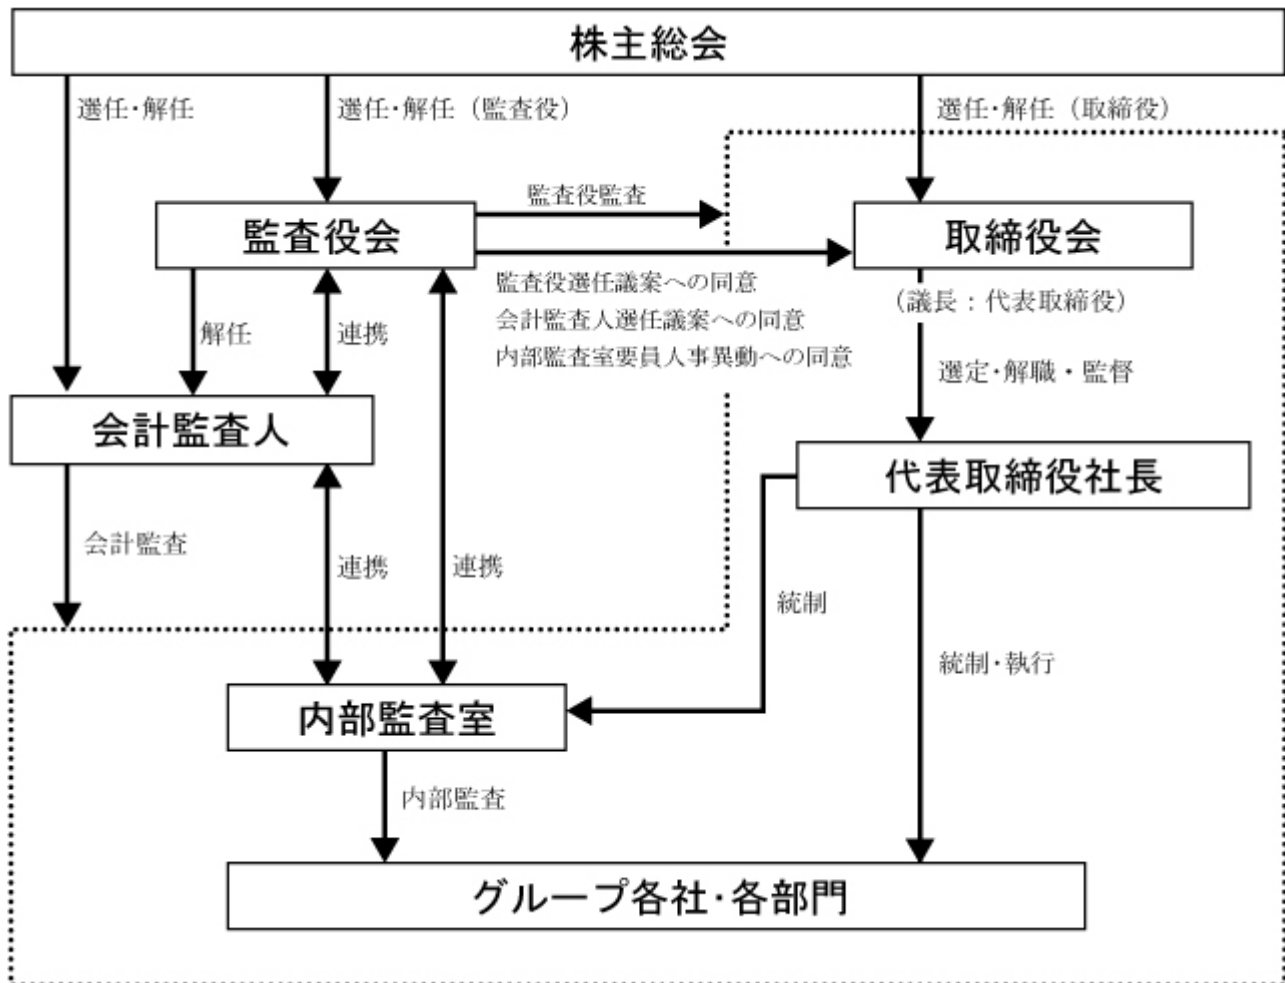 株主総会
選任・解任
選任・解任（監査役）
選任・解任（取締役）
監査役監査
監査役会
取締役会
監査役選任議案への同意
会計監査人選任議案への同意
内部監査室要員人事異動への同意
（議長：代表取締役）
解任
連携
選定・解職・監督
会計監査人
代表取締役社長
会計監査
連携
連携
統制
統制・執行
内部監査室
内部監査
グループ各社・各部門